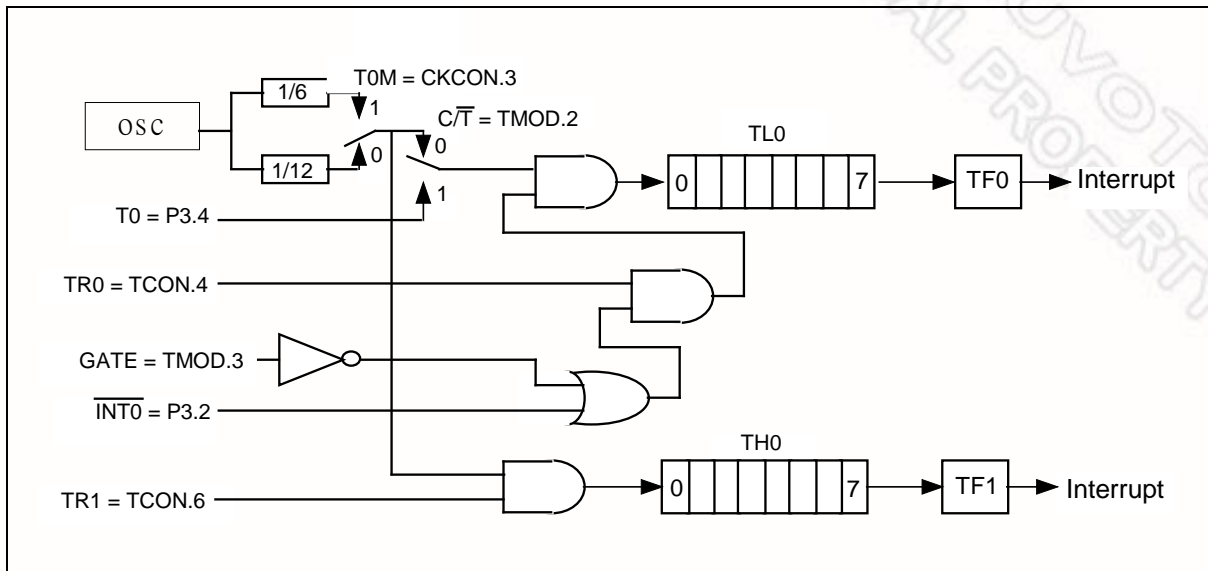 T0M = CKCON.3
1/6
1
C/T̅ = TMOD.2
OSC
0
0
TL0
1/12
0
7
TF0
Interrupt
1
T0 = P3.4
TR0 = TCON.4
GATE = TMOD.3
I̅N̅T̅0̅ = P3.2
TH0
0
7
TF1
Interrupt
TR1 = TCON.6